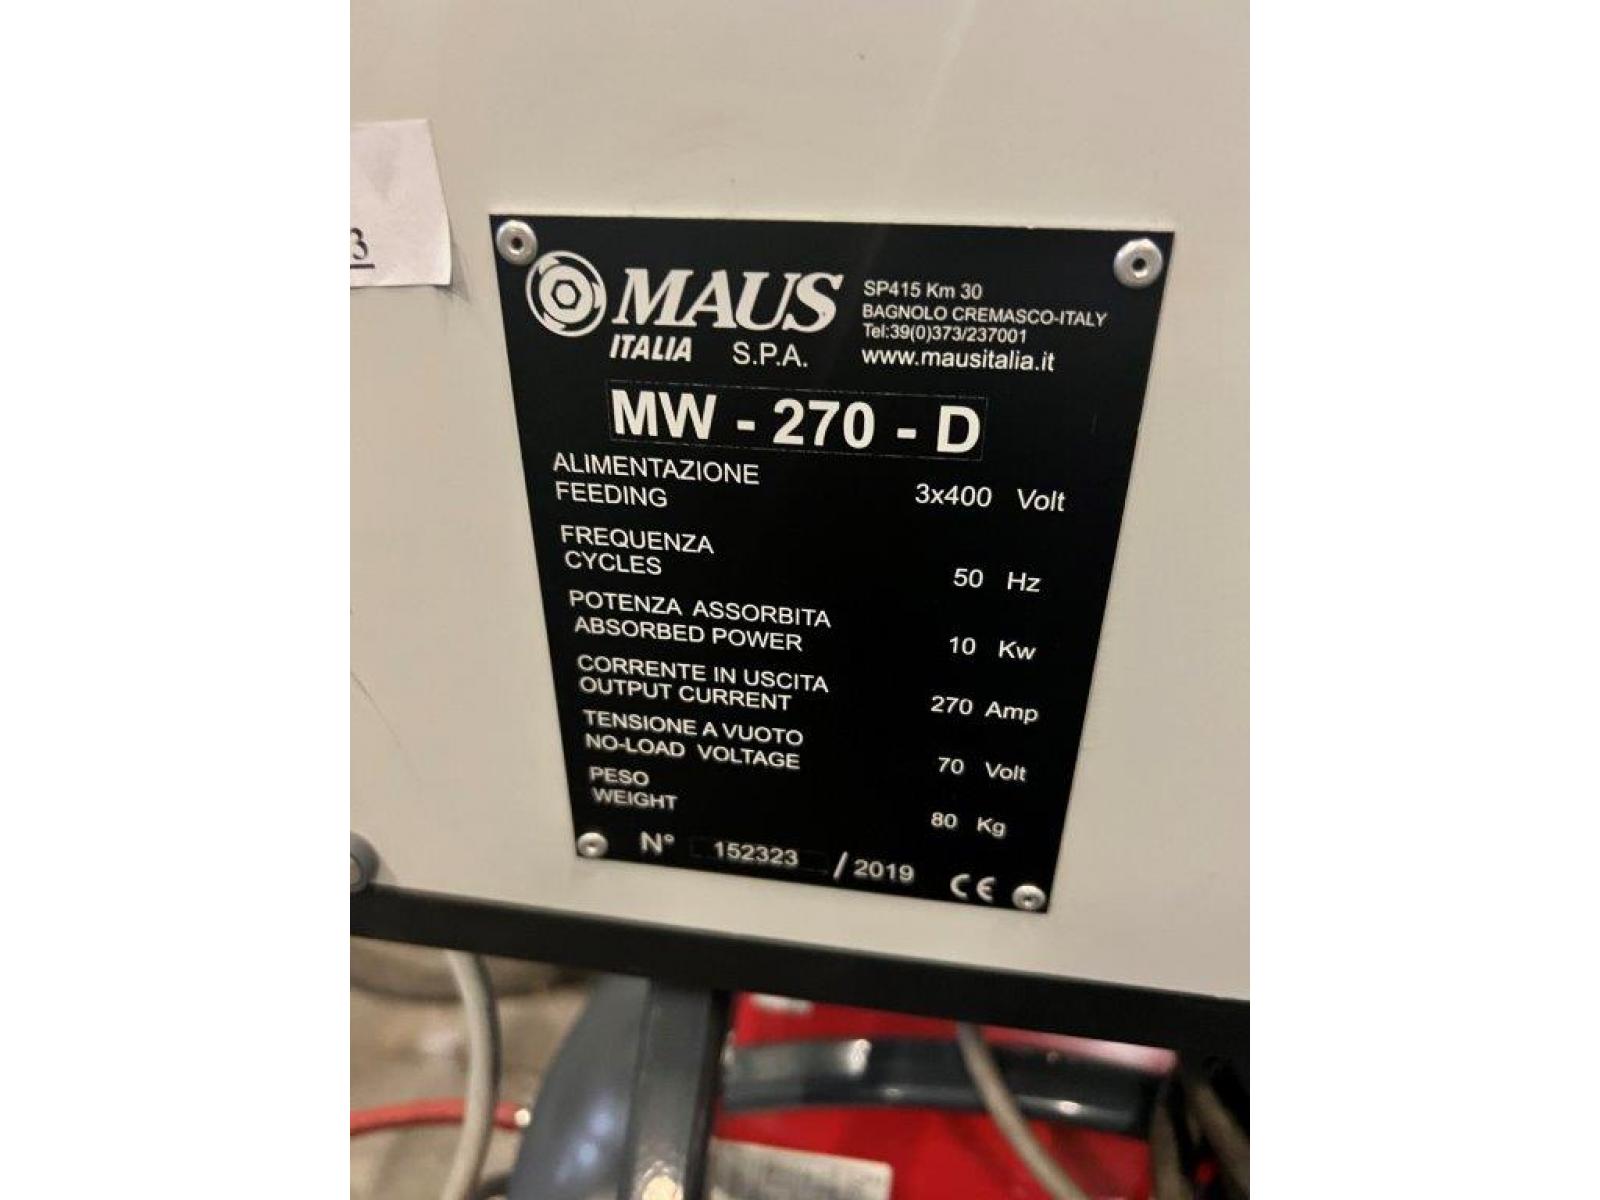 3
MAUS
ITALIA S.P.A.
SP415 Km 30
BAGNOLO CREMASCO-ITALY
Tel:39(0)373/237001
www.mausitalia.it
MW - 270 - D
ALIMENTAZIONE
FEEDING 3x400 Volt
FREQUENZA
CYCLES 50 Hz
POTENZA ASSORBITA
ABSORBED POWER 10 Kw
CORRENTE IN USCITA
OUTPUT CURRENT 270 Amp
TENSIONE A VUOTO
NO-LOAD VOLTAGE 70 Volt
PESO
WEIGHT 80 Kg
N° 152323 / 2019 CE